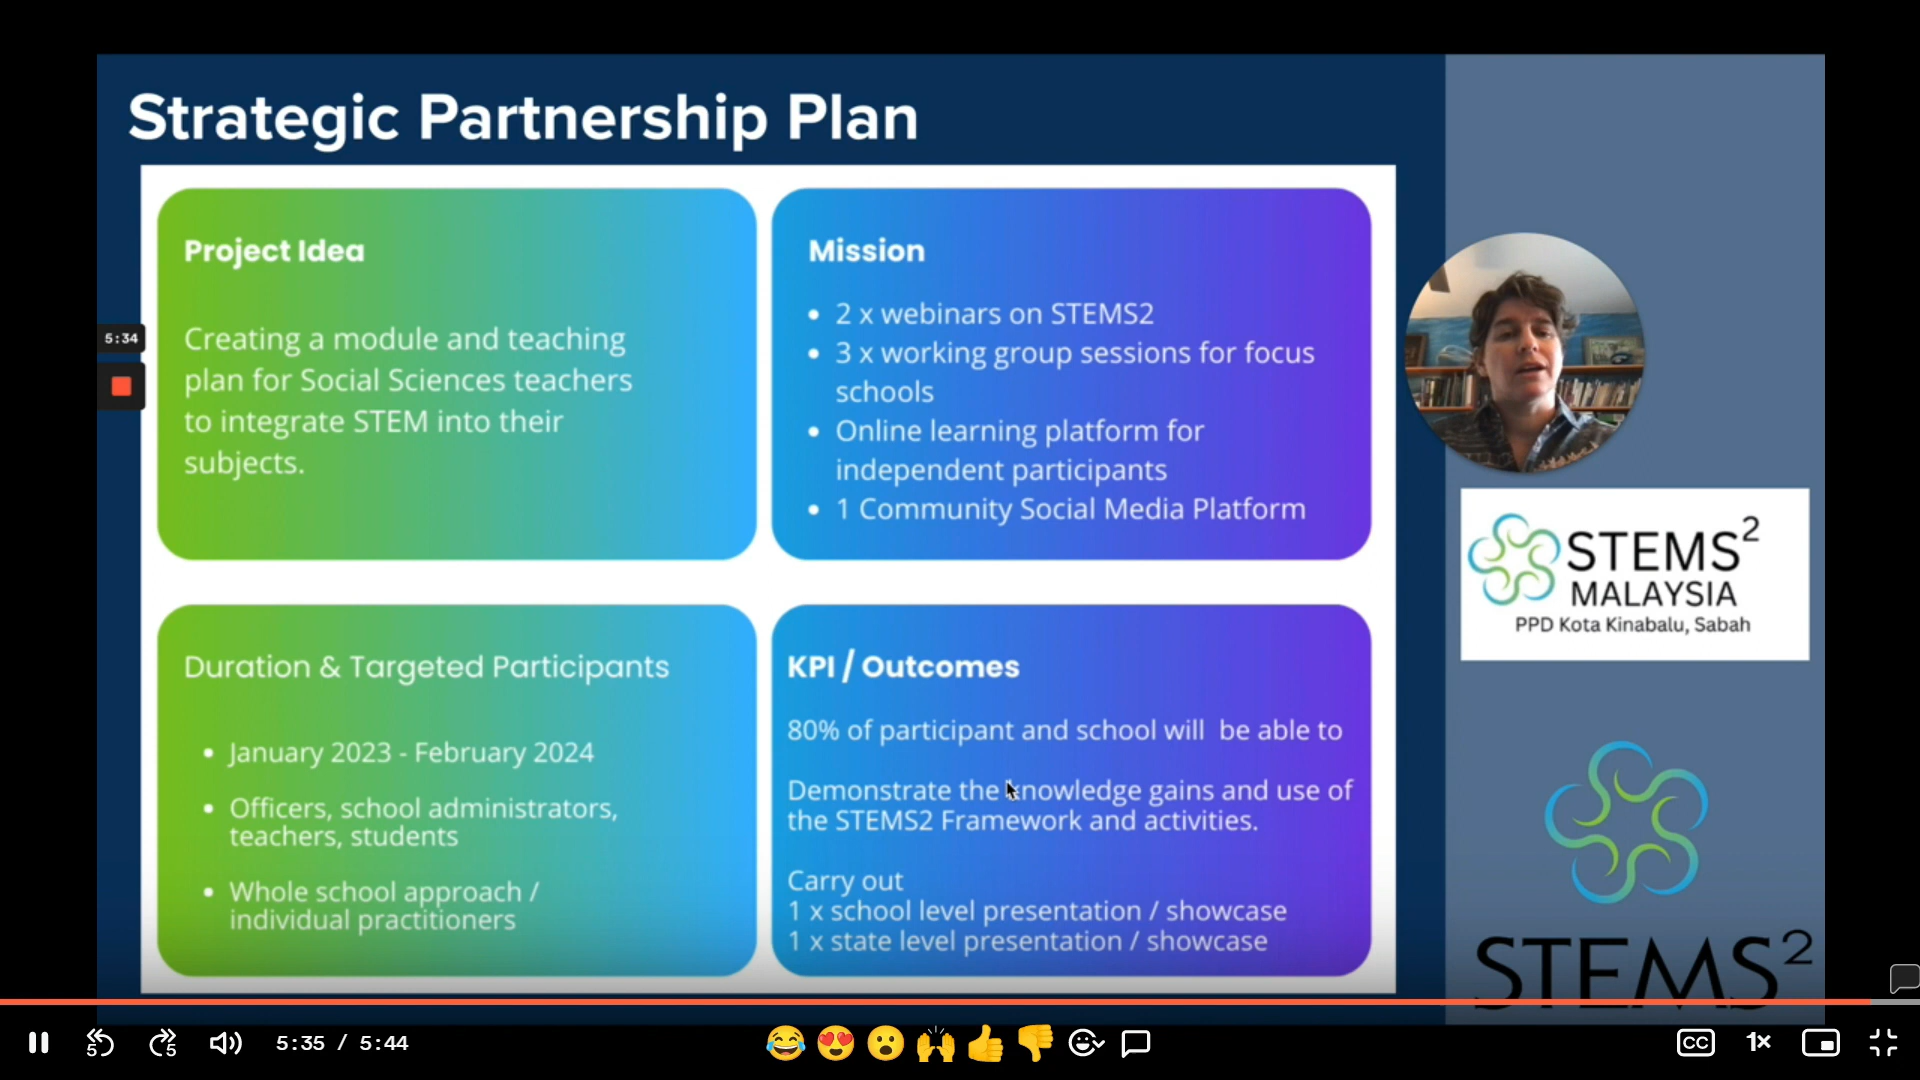 Strategic Partnership Plan
Project Idea
Creating a module and teaching
plan for Social Sciences teachers
to integrate STEM into their
subjects.
Mission
• 2 x webinars on STEMS2
• 3 x working group sessions for focus
schools
• Online learning platform for
independent participants
• 1 Community Social Media Platform
5:34
Duration & Targeted Participants
• January 2023 - February 2024
• Officers, school administrators,
teachers, students
• Whole school approach /
individual practitioners
KPI / Outcomes
80% of participant and school will  be able to
Demonstrate the knowledge gains and use of
the STEMS2 Framework and activities.
Carry out
1 x school level presentation / showcase
1 x state level presentation / showcase
STEMS²
MALAYSIA
PPD Kota Kinabalu, Sabah
STEMS²
5
5
5:35 / 5:44
CC
1×